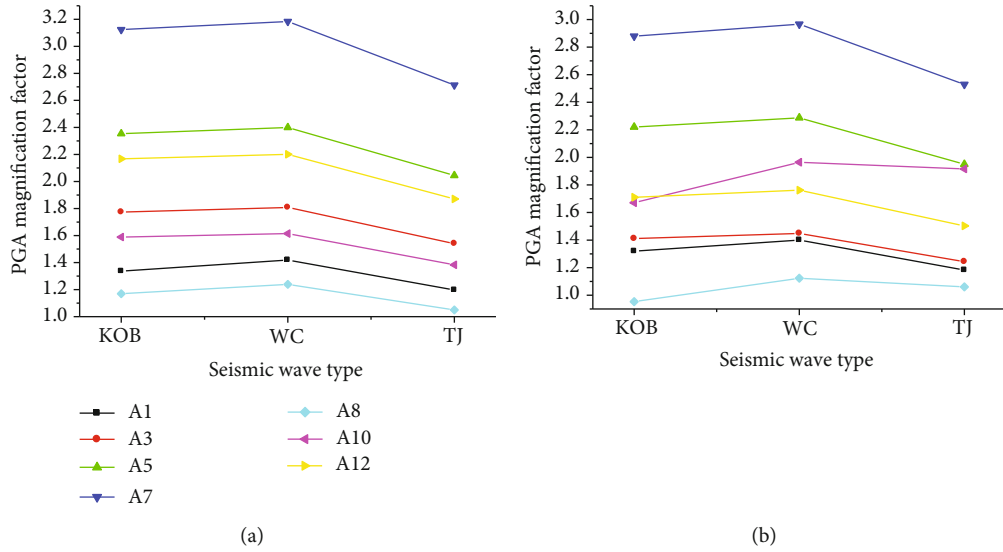 PGA magnification factor
3.2
3.0
2.8
2.6
2.4
2.2
2.0
1.8
1.6
1.4
1.2
1.0
KOB WC TJ
Seismic wave type
A1
A3
A5
A7
A8
A10
A12
(a)
PGA magnification factor
3.0
2.8
2.6
2.4
2.2
2.0
1.8
1.6
1.4
1.2
1.0
KOB WC TJ
Seismic wave type
(b)